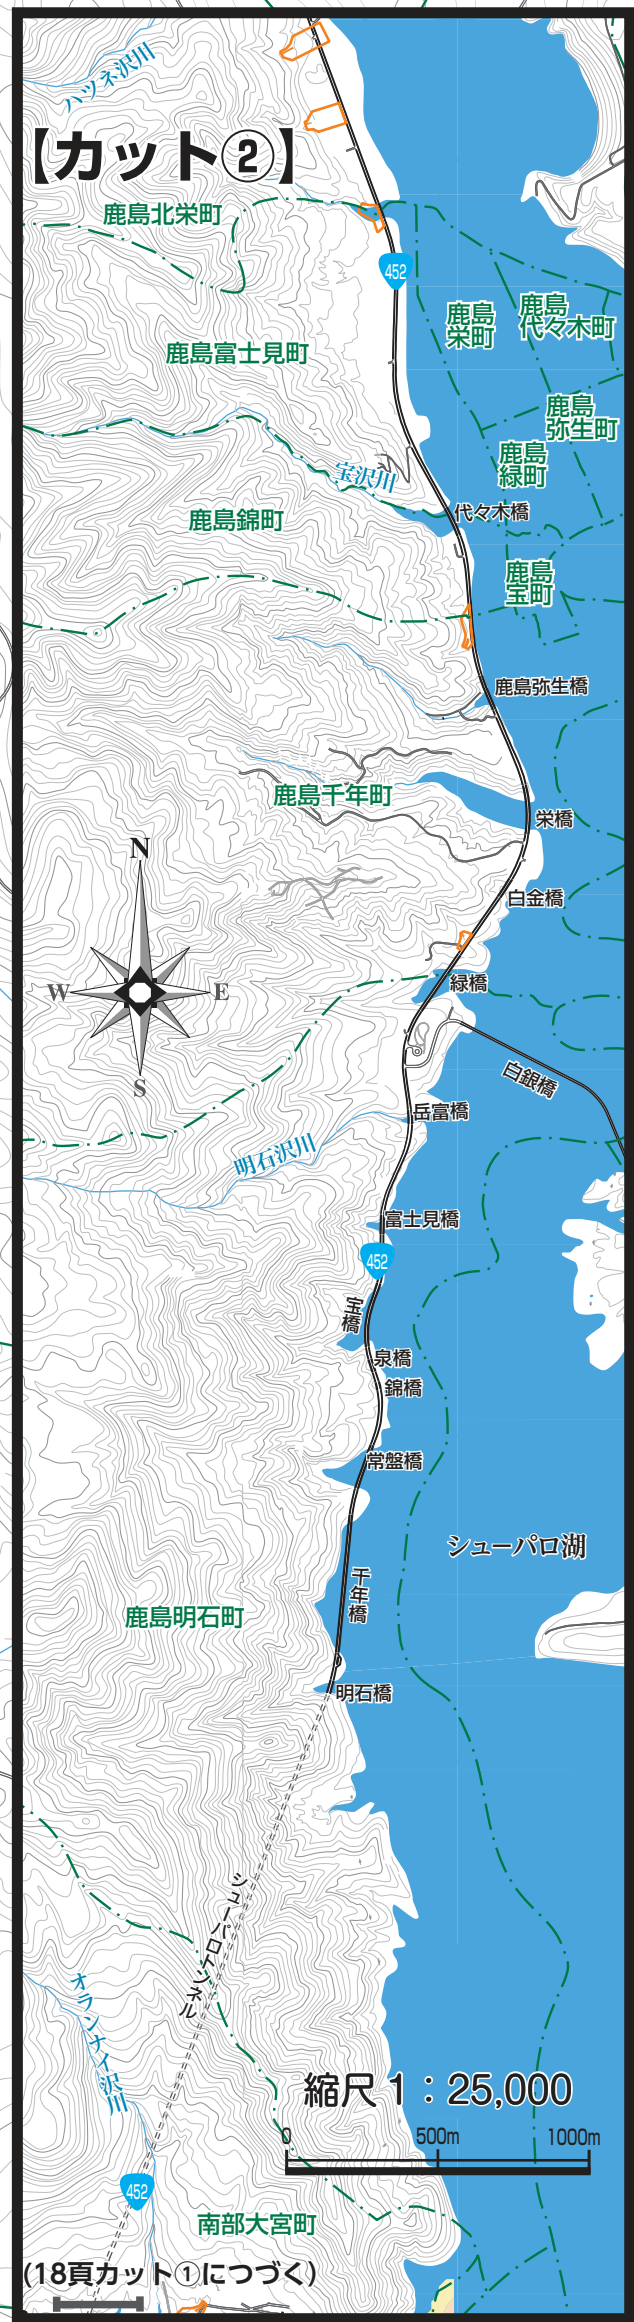 ハツネ沢川
【カット②】
鹿島北栄町
452
鹿島
栄町
鹿島
代々木町
鹿島富士見町
鹿島
弥生町
鹿島
緑町
宝沢川
代々木橋
鹿島錦町
鹿島
宝町
鹿島弥生橋
鹿島千年町
栄橋
N
白金橋
W
E
緑橋
S
白銀橋
岳富橋
明石沢川
富士見橋
452
宝橋
泉橋
錦橋
常盤橋
シューパロ湖
千年橋
鹿島明石町
明石橋
シューパロトンネル
オランナイ沢川
縮尺1：25,000
0
500m
1000m
452
南部大宮町
(18頁カット①につづく)